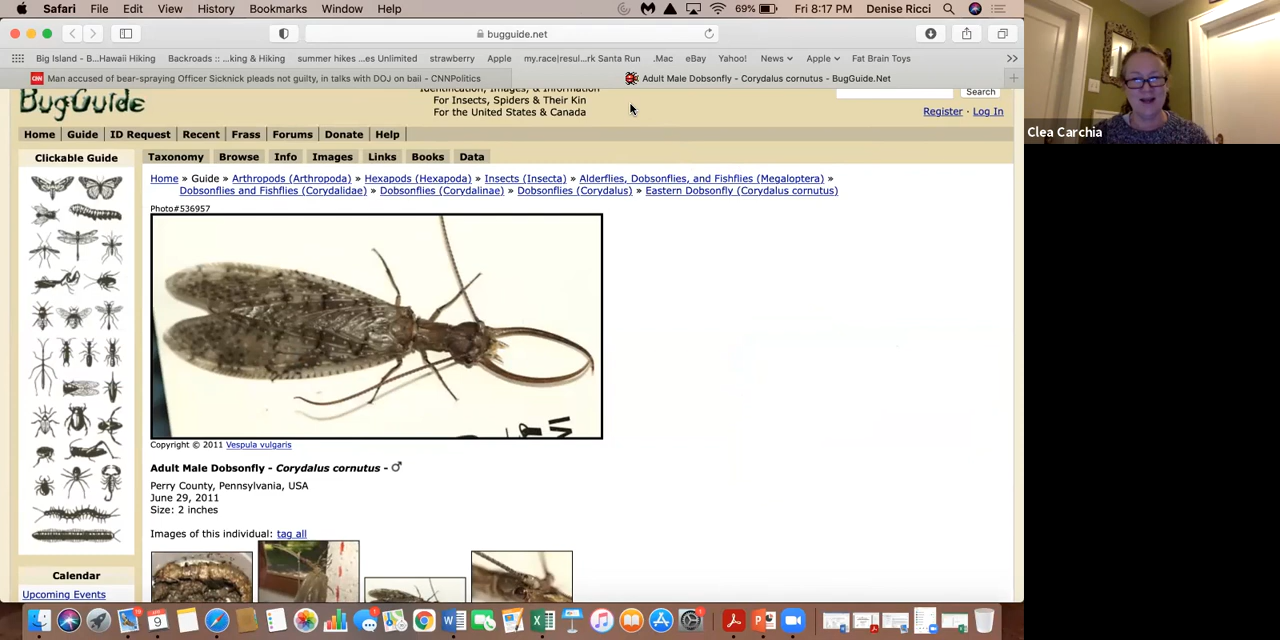 Safari File Edit View History Bookmarks Window Help 69% Fri 8:17 PM Denise Ricci
bugguide.net
Big Island - B...Hawaii Hiking Backroads :: ...king & Hiking summer hikes ...es Unlimited strawberry Apple my.race|resul...rk Santa Run .Mac eBay Yahoo! News Apple Fat Brain Toys
CNN Man accused of bear-spraying Officer Sicknick pleads not guilty, in talks with DOJ on bail - CNNPolitics Adult Male Dobsonfly - Corydalus cornutus - BugGuide.Net
BugGuide
Identification, Images, & Information
For Insects, Spiders & Their Kin
For the United States & Canada
Search
Register · Log In
Home Guide ID Request Recent Frass Forums Donate Help
Clickable Guide
Taxonomy Browse Info Images Links Books Data
Home » Guide » Arthropods (Arthropoda) » Hexapods (Hexapoda) » Insects (Insecta) » Alderflies, Dobsonflies, and Fishflies (Megaloptera) »
Dobsonflies and Fishflies (Corydalidae) » Dobsonflies (Corydalinae) » Dobsonflies (Corydalus) » Eastern Dobsonfly (Corydalus cornutus)
Photo#536957
Copyright © 2011 Vespula vulgaris
Adult Male Dobsonfly - Corydalus cornutus - ♂
Perry County, Pennsylvania, USA
June 29, 2011
Size: 2 inches
Images of this individual: tag all
Calendar
Upcoming Events
Clea Carchia